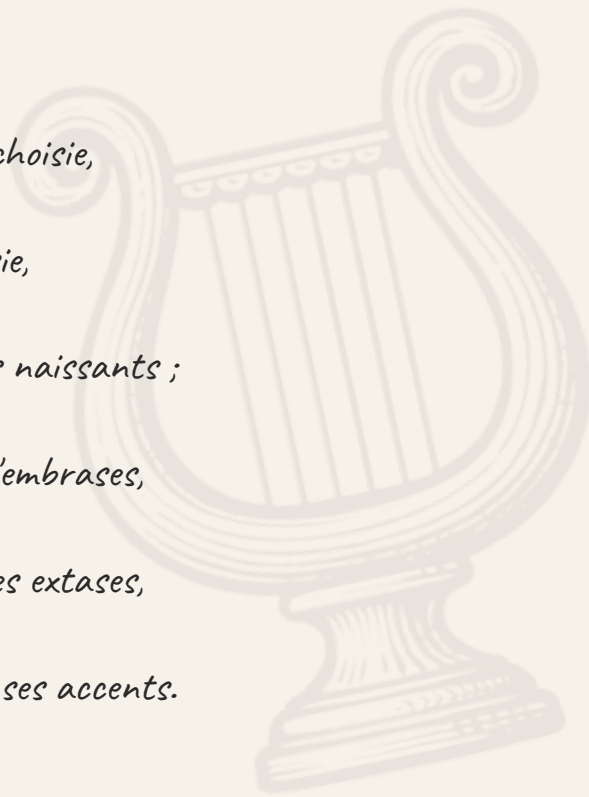 choisie,
ie,
naissants ;
'embrases,
es extases,
ses accents.